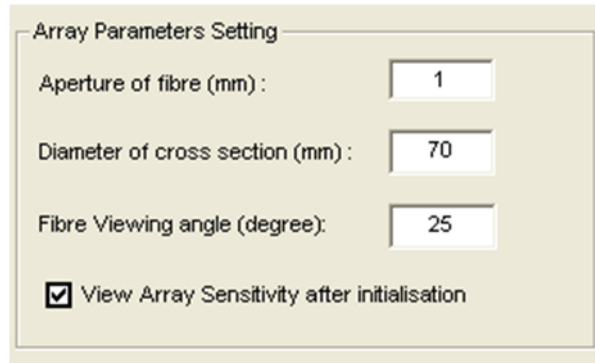 Array Parameters Setting
Aperture of fibre (mm) : 1
Diameter of cross section (mm) : 70
Fibre Viewing angle (degree): 25
View Array Sensitivity after initialisation